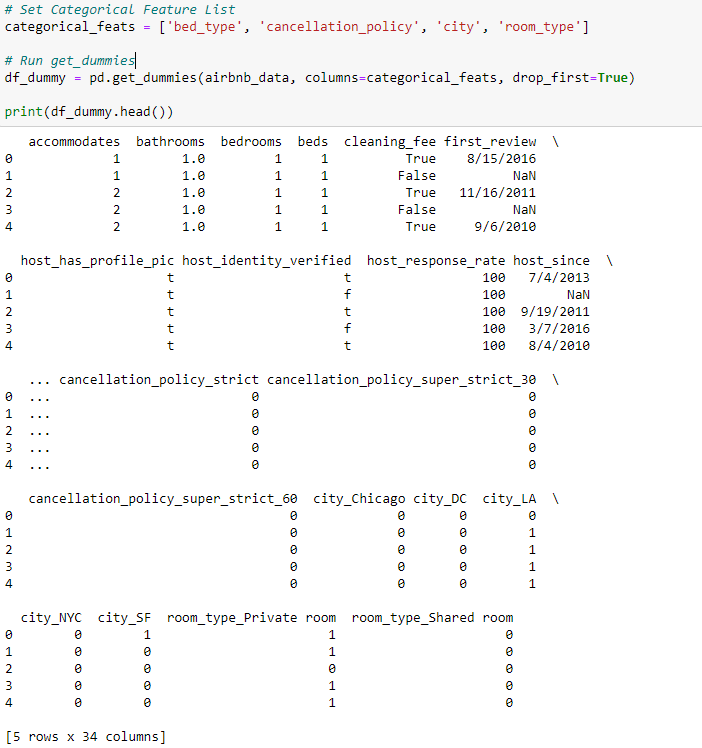 # Set Categorical Feature List
categorical_feats = ['bed_type', 'cancellation_policy', 'city', 'room_type']
# Run get_dummies
df_dummy = pd.get_dummies(airbnb_data, columns=categorical_feats, drop_first=True)
print(df_dummy.head())
accommodates bathrooms bedrooms beds cleaning_fee first_review \
0 1 1.0 1 1 True 8/15/2016
1 1 1.0 1 1 False NaN
2 2 1.0 1 1 True 11/16/2011
3 2 1.0 1 1 False NaN
4 2 1.0 1 1 True 9/6/2010
host_has_profile_pic host_identity_verified host_response_rate host_since \
0 t t 100 7/4/2013
1 t f 100 NaN
2 t t 100 9/19/2011
3 t f 100 3/7/2016
4 t t 100 8/4/2010
... cancellation_policy_strict cancellation_policy_super_strict_30 \
0 ... 0 0
1 ... 0 0
2 ... 0 0
3 ... 0 0
4 ... 0 0
cancellation_policy_super_strict_60 city_Chicago city_DC city_LA \
0 0 0 0 0
1 0 0 0 1
2 0 0 0 1
3 0 0 0 1
4 0 0 0 1
city_NYC city_SF room_type_Private room room_type_Shared room
0 0 1 1 0
1 0 0 1 0
2 0 0 0 0
3 0 0 1 0
4 0 0 1 0
[5 rows x 34 columns]